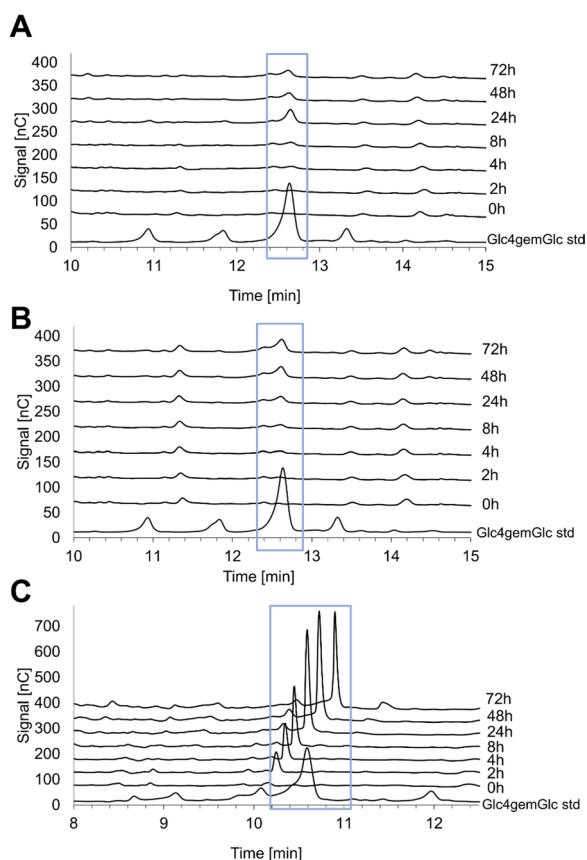 A
400
350
300
250
200
150
100
50
0
Signal [nC]
72h
48h
24h
8h
4h
2h
0h
Glc4gemGlc std
10 11 12 13 14 15
Time [min]
B
400
350
300
250
200
150
100
50
0
Signal [nC]
72h
48h
24h
8h
4h
2h
0h
Glc4gemGlc std
10 11 12 13 14 15
Time [min]
C
700
600
500
400
300
200
100
0
Signal [nC]
72h
48h
24h
8h
4h
2h
0h
Glc4gemGlc std
8 9 10 11 12
Time [min]